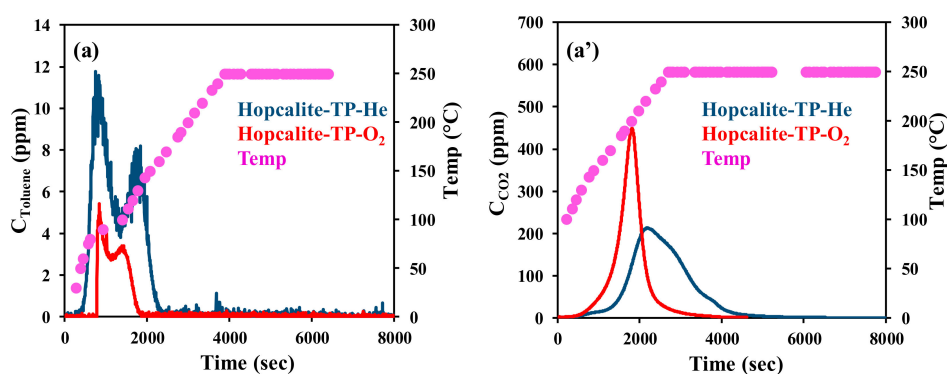 (a)
C_Toluene (ppm)
14
12
10
8
6
4
2
0
300
250
200
150
100
50
0
Temp (°C)
Hopcalite-TP-He
Hopcalite-TP-O₂
Temp
0
2000
4000
6000
8000
Time (sec)
(a')
C_CO2 (ppm)
700
600
500
400
300
200
100
0
300
250
200
150
100
50
0
Temp (°C)
Hopcalite-TP-He
Hopcalite-TP-O₂
Temp
0
2000
4000
6000
8000
Time (sec)